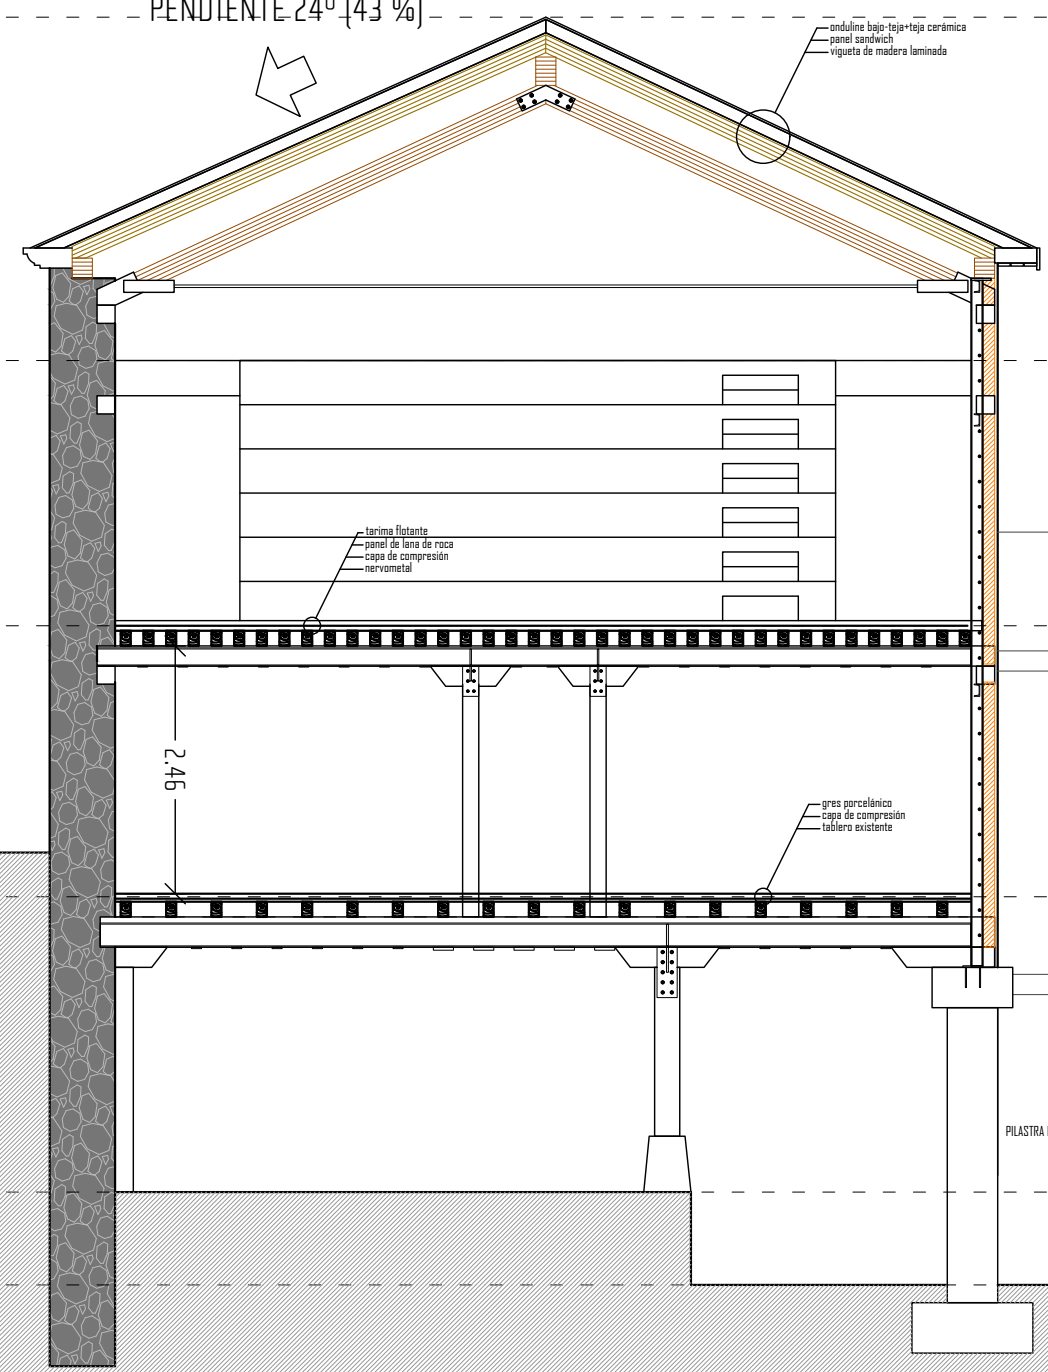 PENDIENTE 24º (43 %)
onduline bajo-teja+teja cerámica
panel sandwich
vigueta de madera laminada
tarima flotante
panel de lana de roca
capa de compresión
nervometal
2.46
gres porcelánico
capa de compresión
tablero existente
PILASTRA